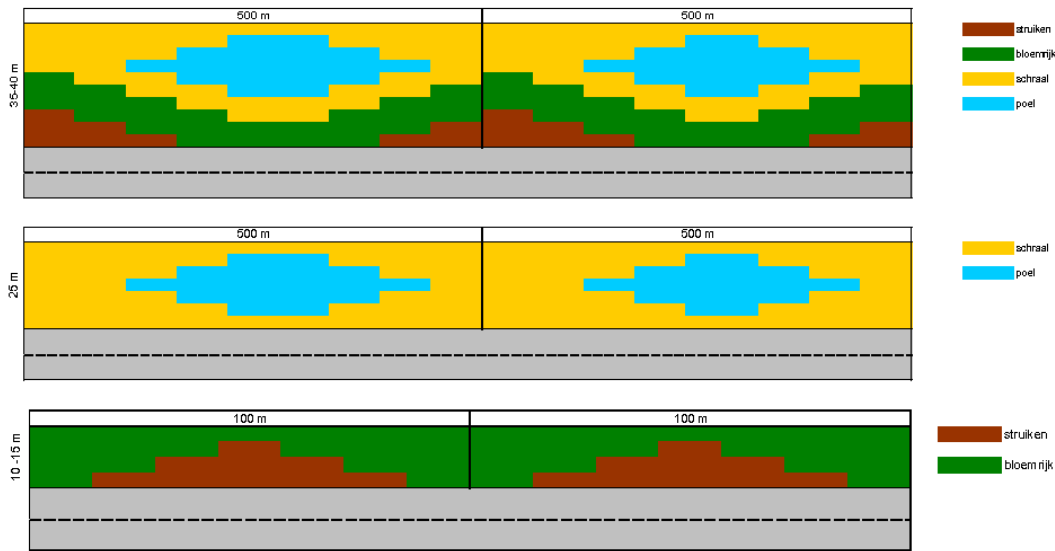 500 m 500 m
35-40 m
struiken
bloemrijk
schraal
poel
500 m 500 m
25 m
schraal
poel
100 m 100 m
10-15 m
struiken
bloemrijk